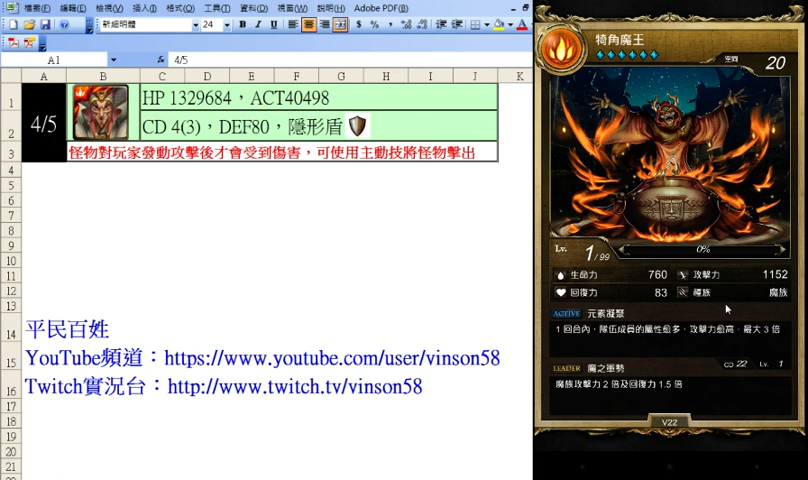 檔案(F) 編輯(E) 檢視(V) 插入(I) 格式(O) 工具(T) 資料(D) 視窗(W) 說明(H) Adobe PDF(B)
新細明體 24 B I U
A1 fx 4/5
A B C D E F G H I J K
1 HP 1329684，ACT40498
4/5
2 CD 4(3)，DEF80，隱形盾
3 怪物對玩家發動攻擊後才會受到傷害，可使用主動技將怪物擊出
4
5
6
7
8
9
10
11
12
13
14 平民百姓
15 YouTube頻道：https://www.youtube.com/user/vinson58
16 Twitch實況台：http://www.twitch.tv/vinson58
17
18
19
20
21
犄角魔王
空間 20
Lv. 1/99 0%
生命力 760 攻擊力 1152
回復力 83 種族 魔族
ACTIVE 元素凝聚
1 回合內，隊伍成員的屬性愈多，攻擊力愈高，最大 3 倍
CD 22 Lv. 1
LEADER 魔之軍勢
魔族攻擊力 2 倍及回復力 1.5 倍
V22